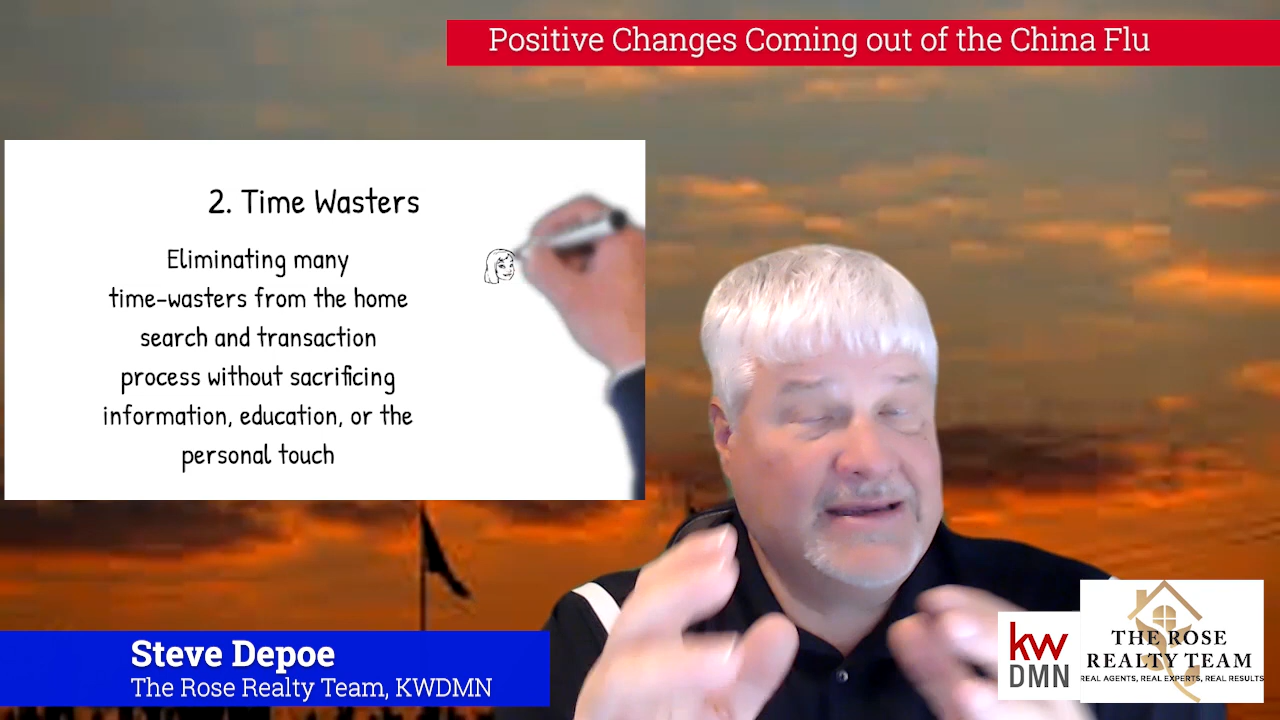 Positive Changes Coming out of the China Flu
2. Time Wasters
Eliminating many
time-wasters from the home
search and transaction
process without sacrificing
information, education, or the
personal touch
Steve Depoe
The Rose Realty Team, KWDMN
kw
DMN
THE ROSE
REALTY TEAM
REAL AGENTS, REAL EXPERTS, REAL RESULTS